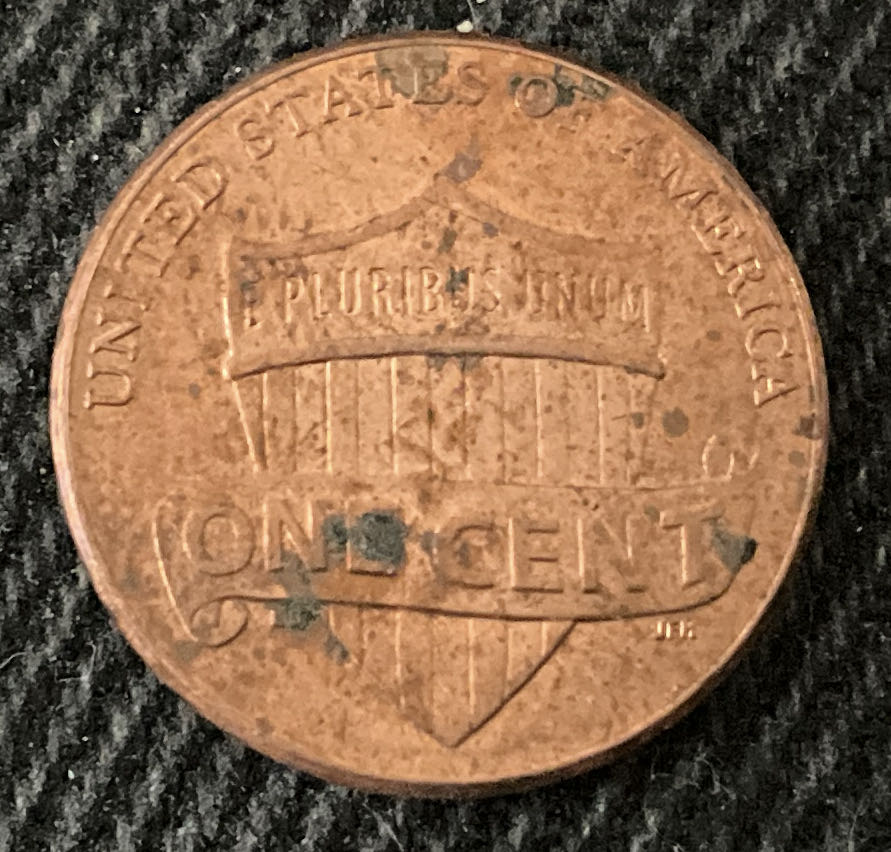 UNITED STATES OF AMERICA
E PLURIBUS UNUM
ONE CENT